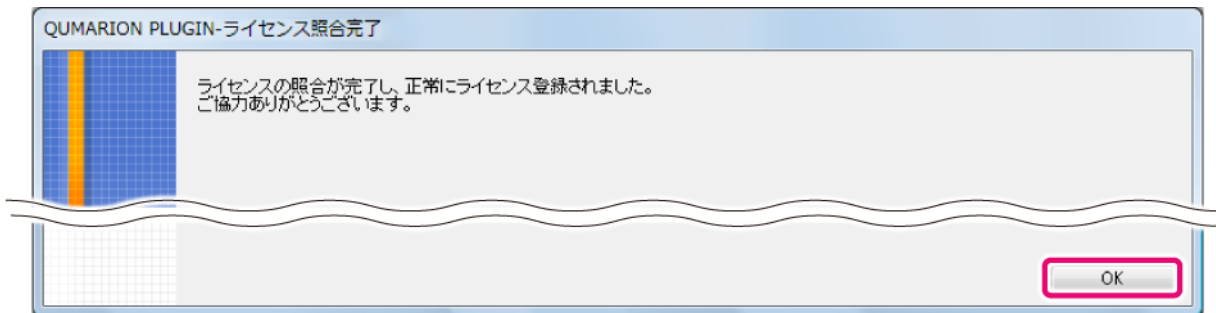 QUMARION PLUGIN-ライセンス照合完了
ライセンスの照合が完了し、正常にライセンス登録されました。
ご協力ありがとうございます。
OK